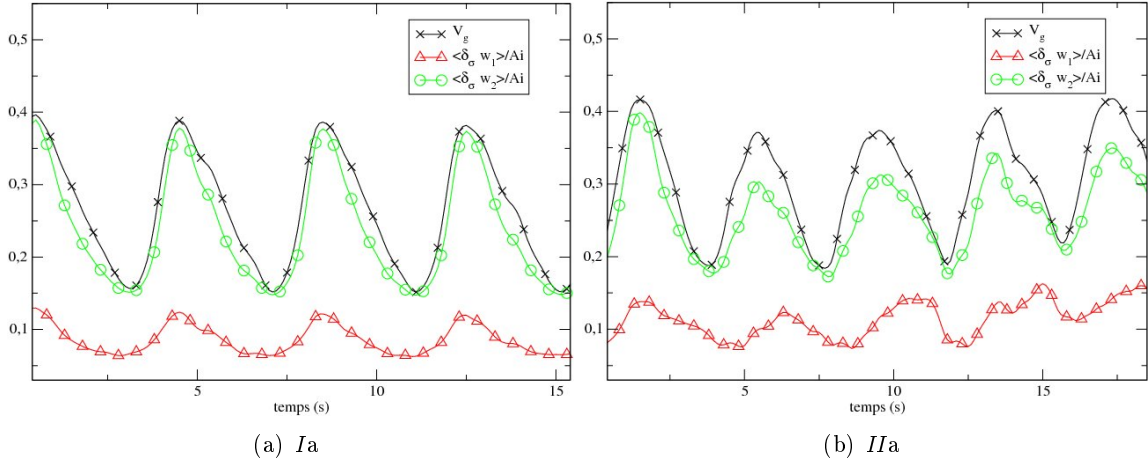 0,5
0,4
0,3
0,2
0,1
V_g
<δ_σ w_1>/Ai
<δ_σ w_2>/Ai
5 10 15
temps (s)
(a) Ia
0,5
0,4
0,3
0,2
0,1
V_g
<δ_σ w_1>/Ai
<δ_σ w_2>/Ai
5 10 15
temps (s)
(b) IIa